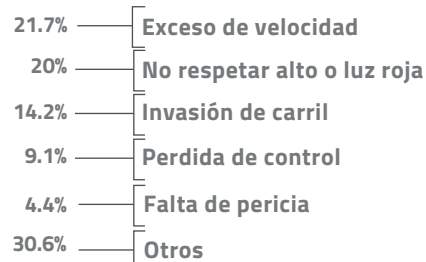 21.7% Exceso de velocidad
20% No respetar alto o luz roja
14.2% Invasión de carril
9.1% Perdida de control
4.4% Falta de pericia
30.6% Otros